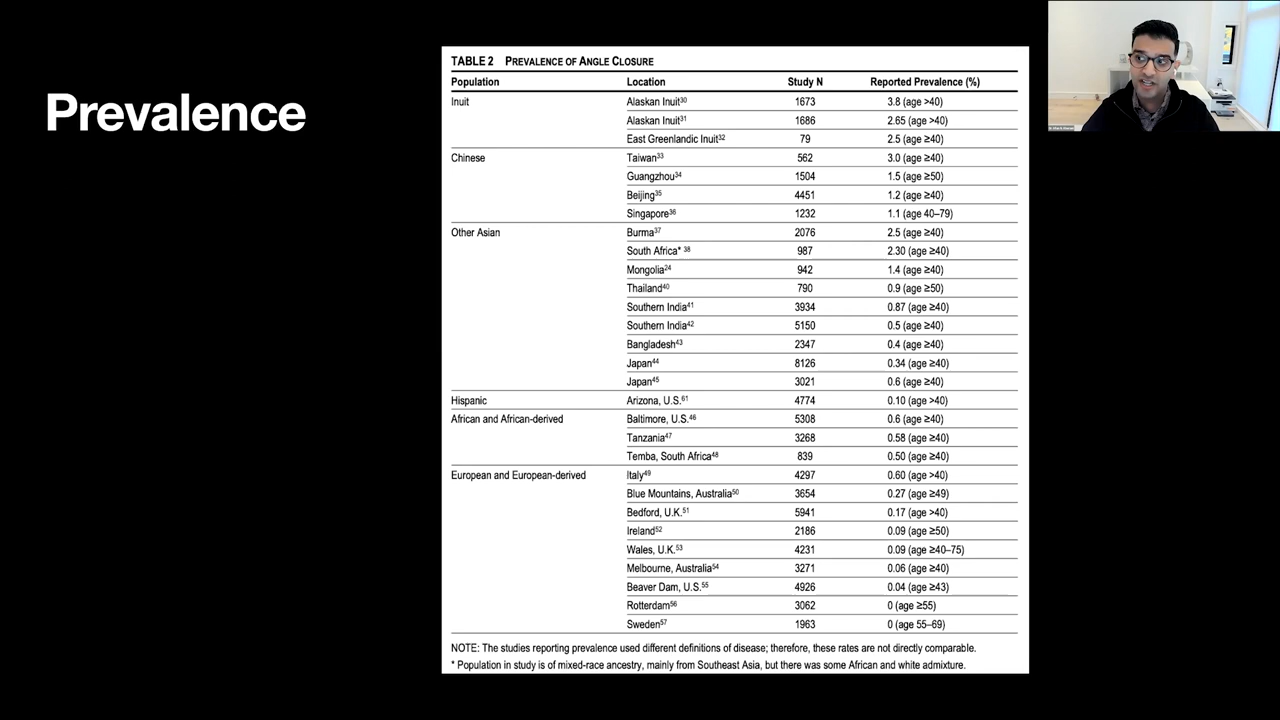 Prevalence
TABLE 2 PREVALENCE OF ANGLE CLOSURE
Population Location Study N Reported Prevalence (%)
Inuit Alaskan Inuit30 1673 3.8 (age >40)
Alaskan Inuit31 1686 2.65 (age >40)
East Greenlandic Inuit32 79 2.5 (age ≥40)
Chinese Taiwan33 562 3.0 (age ≥40)
Guangzhou34 1504 1.5 (age ≥50)
Beijing35 4451 1.2 (age ≥40)
Singapore36 1232 1.1 (age 40–79)
Other Asian Burma37 2076 2.5 (age ≥40)
South Africa* 38 987 2.30 (age ≥40)
Mongolia24 942 1.4 (age ≥40)
Thailand40 790 0.9 (age ≥50)
Southern India41 3934 0.87 (age ≥40)
Southern India42 5150 0.5 (age ≥40)
Bangladesh43 2347 0.4 (age ≥40)
Japan44 8126 0.34 (age ≥40)
Japan45 3021 0.6 (age ≥40)
Hispanic Arizona, U.S.61 4774 0.10 (age >40)
African and African-derived Baltimore, U.S.46 5308 0.6 (age ≥40)
Tanzania47 3268 0.58 (age ≥40)
Temba, South Africa48 839 0.50 (age ≥40)
European and European-derived Italy49 4297 0.60 (age >40)
Blue Mountains, Australia50 3654 0.27 (age ≥49)
Bedford, U.K.51 5941 0.17 (age >40)
Ireland52 2186 0.09 (age ≥50)
Wales, U.K.53 4231 0.09 (age ≥40–75)
Melbourne, Australia54 3271 0.06 (age ≥40)
Beaver Dam, U.S.55 4926 0.04 (age ≥43)
Rotterdam56 3062 0 (age ≥55)
Sweden57 1963 0 (age 55–69)
NOTE: The studies reporting prevalence used different definitions of disease; therefore, these rates are not directly comparable.
* Population in study is of mixed-race ancestry, mainly from Southeast Asia, but there was some African and white admixture.